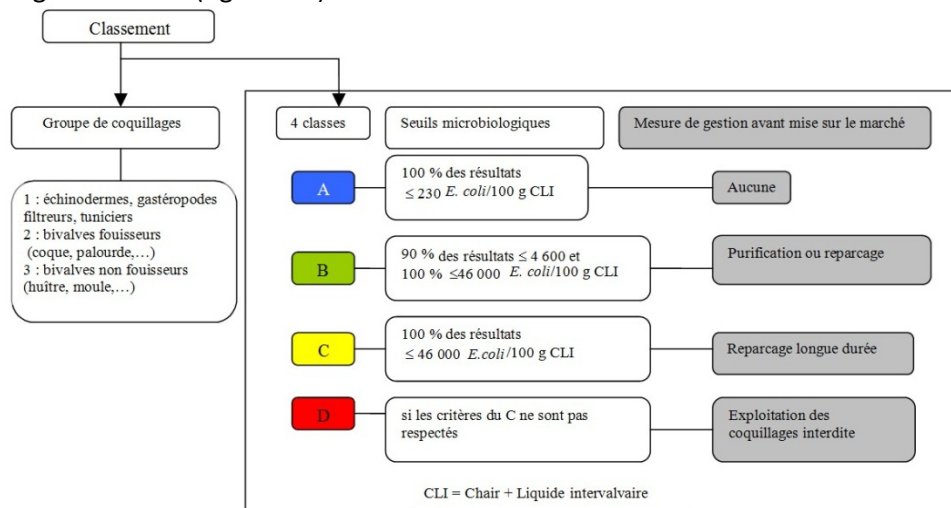 Classement
Groupe de coquillages
1 : échinodermes, gastéropodes
filtreurs, tuniciers
2 : bivalves fouisseurs
(coque, palourde,…)
3 : bivalves non fouisseurs
(huître, moule,…)
4 classes
Seuils microbiologiques
Mesure de gestion avant mise sur le marché
A
100 % des résultats
≤ 230 E. coli/100 g CLI
Aucune
B
90 % des résultats ≤ 4 600 et
100 % ≤46 000 E. coli/100 g CLI
Purification ou reparcage
C
100 % des résultats
≤ 46 000 E.coli/100 g CLI
Reparcage longue durée
D
si les critères du C ne sont pas
respectés
Exploitation des
coquillages interdite
CLI = Chair + Liquide intervalvaire